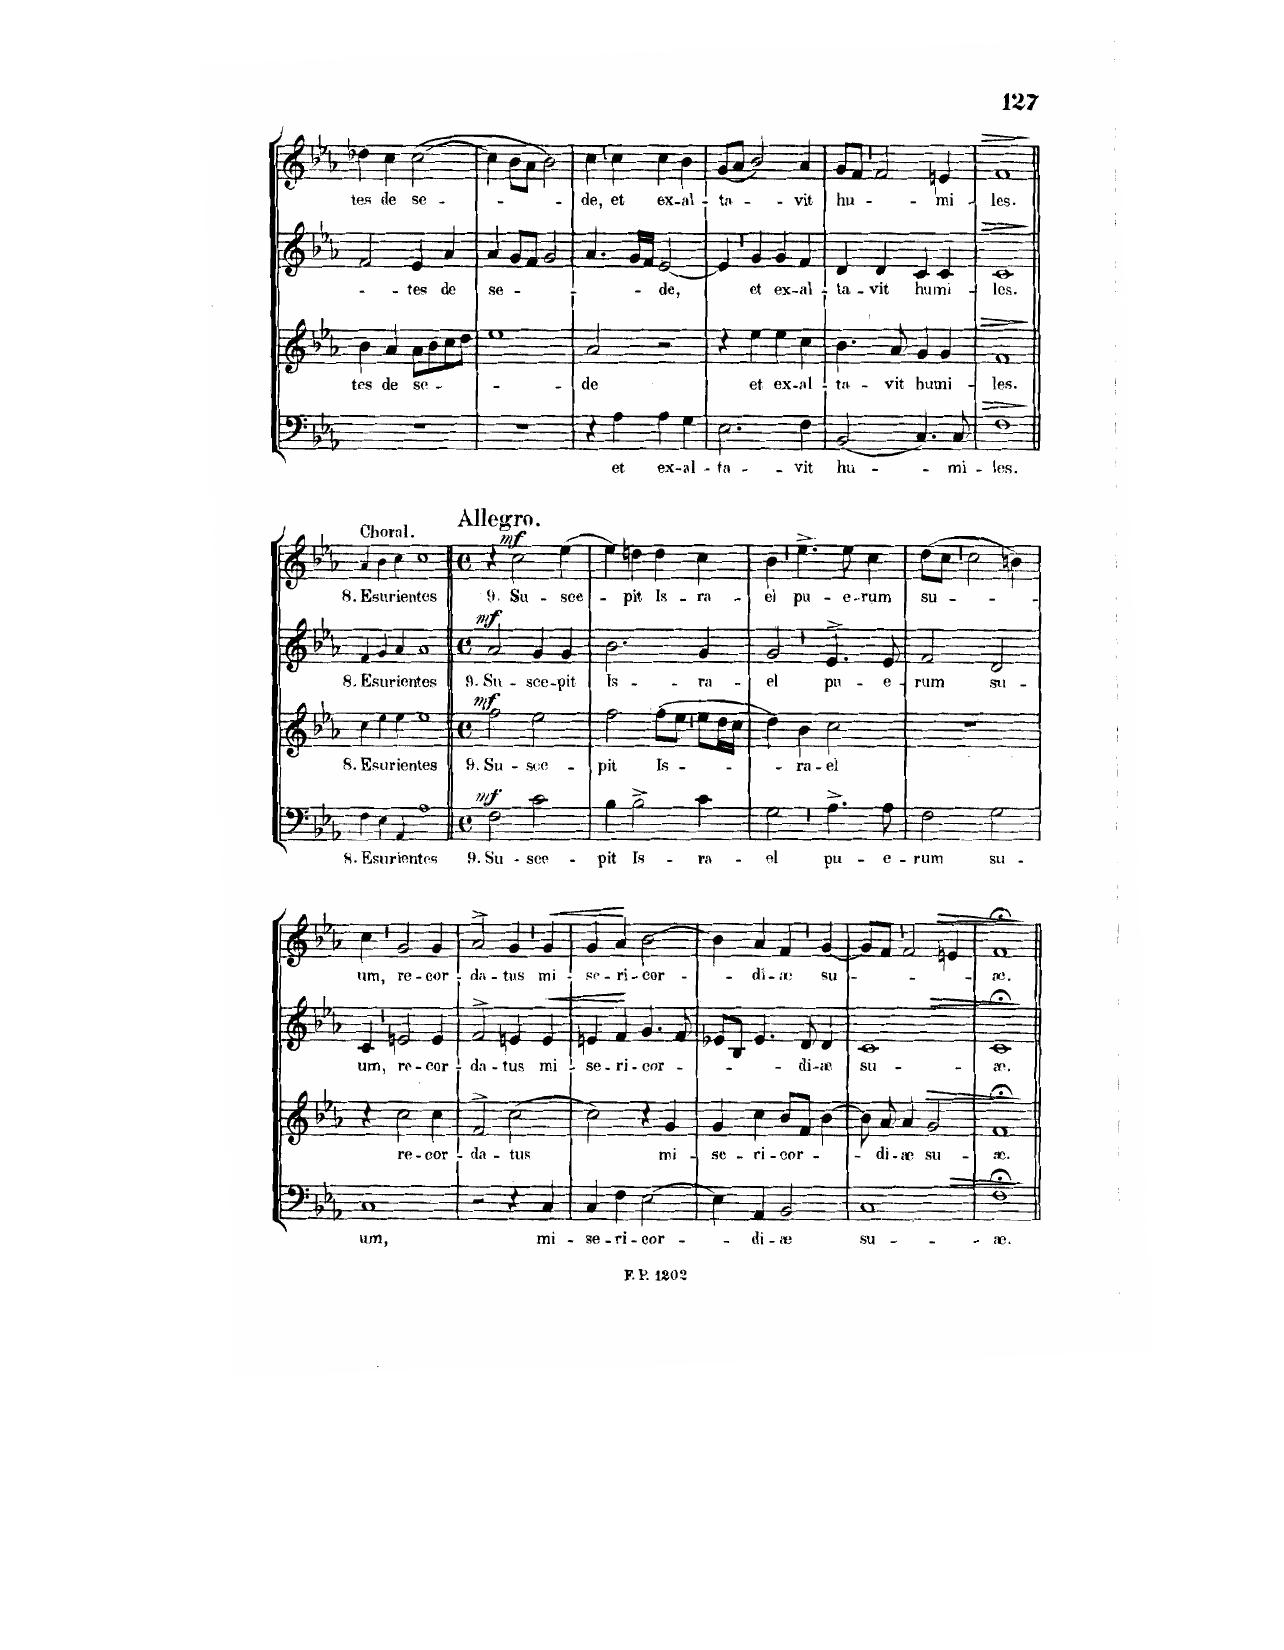 127
tes de se - - - - de, et ex-al - ta - - vit hu - - mi - les.
- - tes de se - - - de, et ex-al - ta - vit humi - les.
tes de se - - - de et ex-al - ta - vit humi - les.
et ex-al - ta - - vit hu - - mi - les.
Allegro.
Choral.
mf
8. Esurientes 9. Su - sce - pit Is - ra - el pu - e - rum su - - -
mf
8. Esurientes 9. Su - sce - pit Is - - ra - el pu - e - rum su -
mf
8. Esurientes 9. Su - sce - pit Is - - - - ra - el
mf
8. Esurientes 9. Su - sce - pit Is - ra - el pu - e - rum su -
um, re - cor - da - tus mi - se - ri - cor - - di - æ su - - - - æ.
um, re - cor - da - tus mi - se - ri - cor - - - - di - æ su - - æ.
re - cor - da - tus mi - se - ri - cor - - di - æ su - æ.
um, mi - se - ri - cor - - di - æ su - - - æ.
F. P. 1202